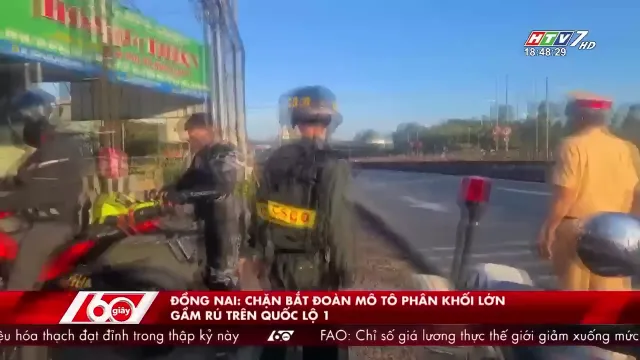 HTV7 HD
18:48:29
CSCĐ
60 giây
ĐỒNG NAI: CHẶN BẮT ĐOÀN MÔ TÔ PHÂN KHỐI LỚN
GẦM RÚ TRÊN QUỐC LỘ 1
ệu hóa thạch đạt đỉnh trong thập kỷ này
FAO: Chỉ số giá lương thực thế giới giảm xuống mức